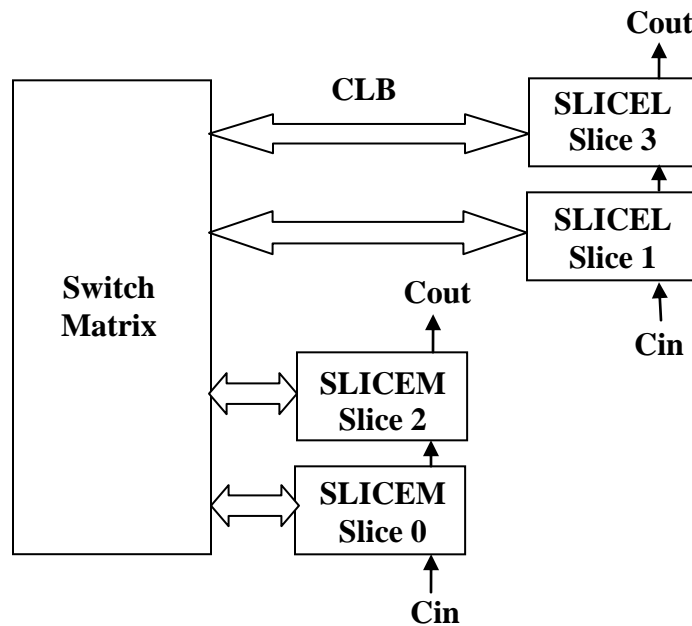 Cout
CLB
SLICEL
Slice 3
SLICEL
Slice 1
Switch
Matrix
Cout
Cin
SLICEM
Slice 2
SLICEM
Slice 0
Cin